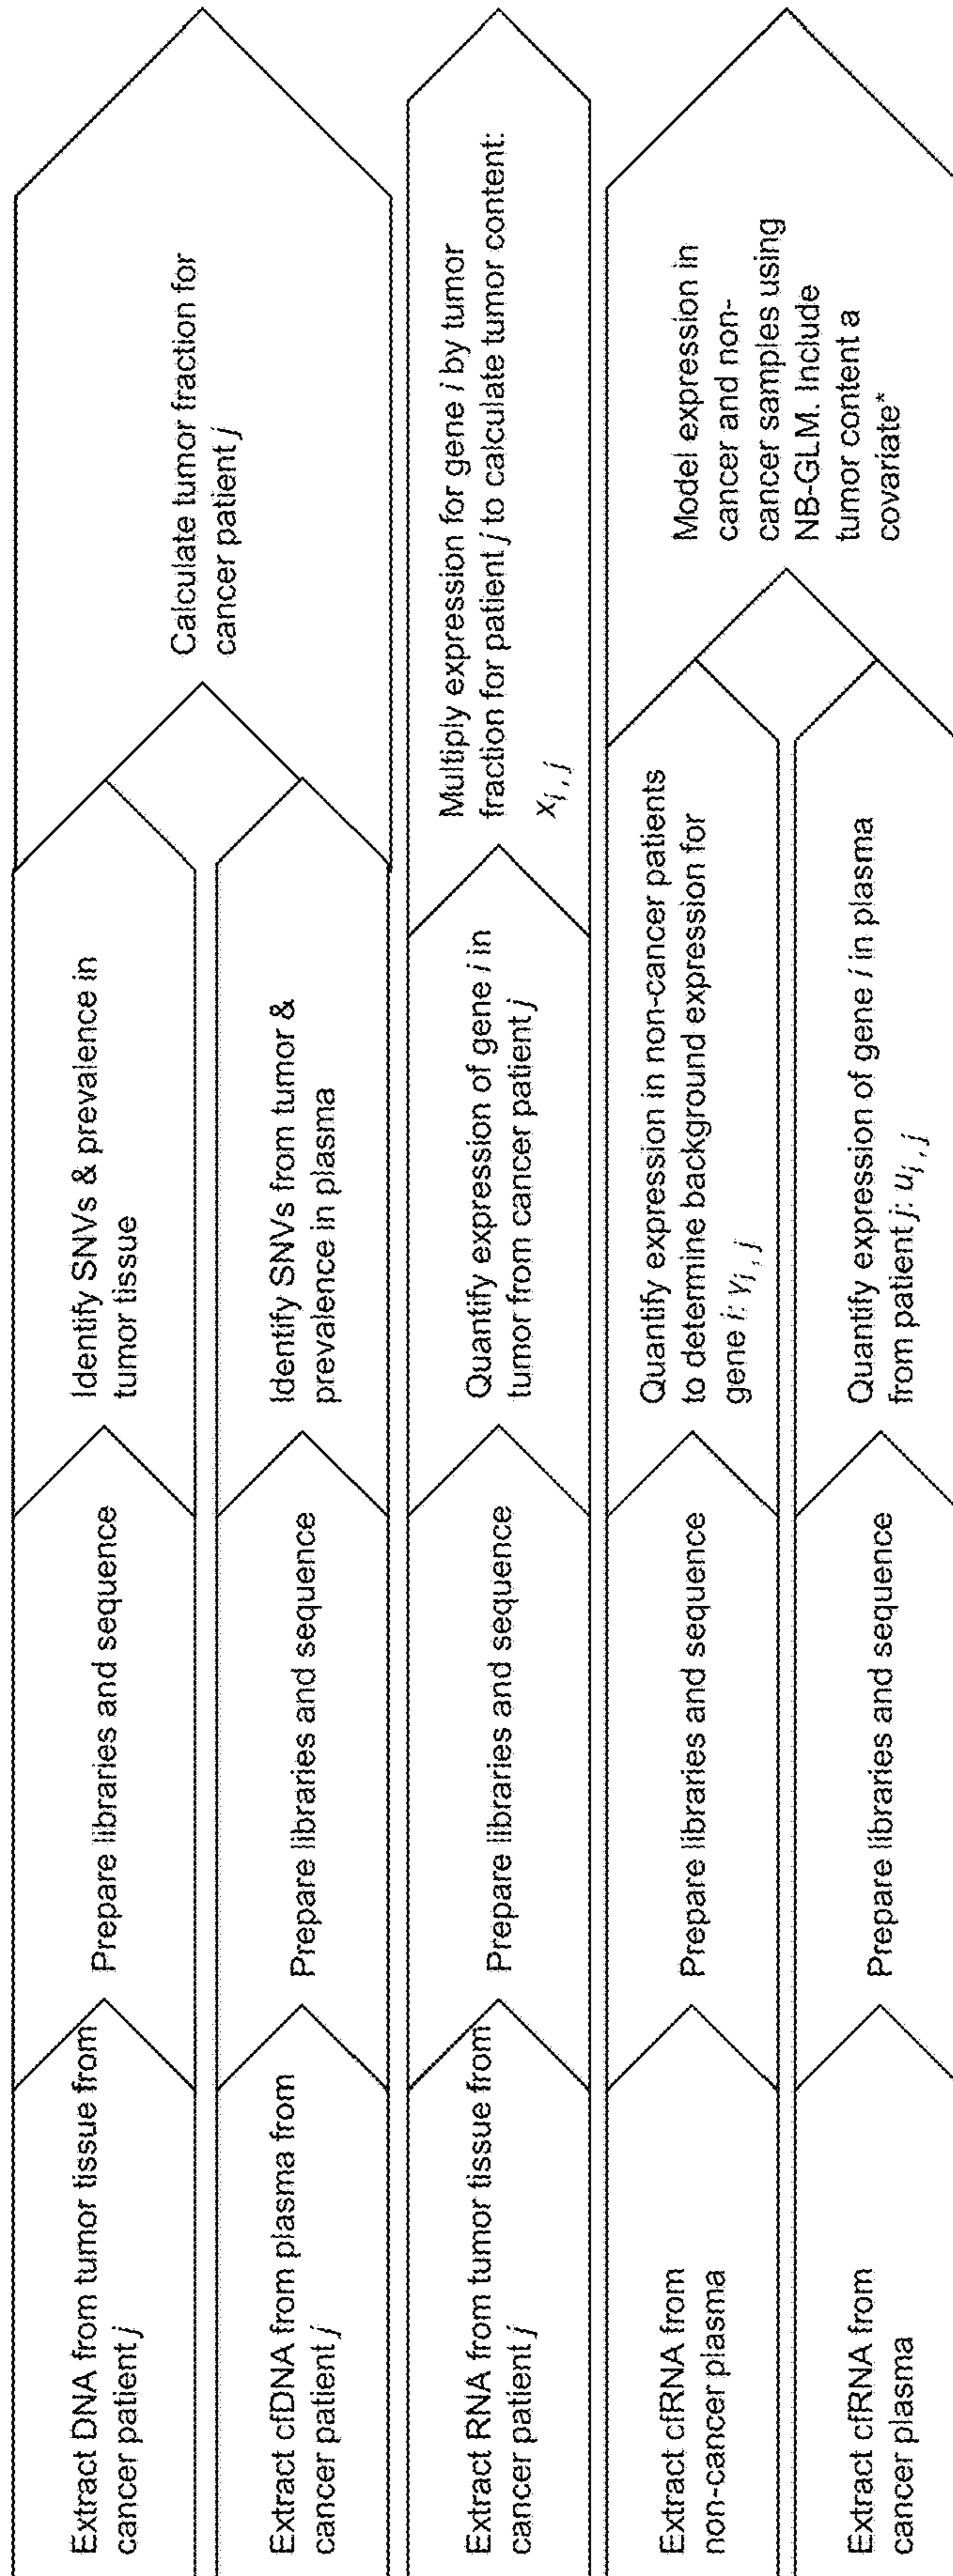 Extract DNA from tumor tissue from
cancer patient j
Prepare libraries and sequence
Identify SNVs & prevalence in
tumor tissue
Extract cfDNA from plasma from
cancer patient j
Prepare libraries and sequence
Identify SNVs from tumor &
prevalence in plasma
Calculate tumor fraction for
cancer patient j
Extract RNA from tumor tissue from
cancer patient j
Prepare libraries and sequence
Quantify expression of gene i in
tumor from cancer patient j
Multiply expression for gene i by tumor
fraction for patient j to calculate tumor content:
x_{i, j}
Extract cfRNA from
non-cancer plasma
Prepare libraries and sequence
Quantify expression in non-cancer patients
to determine background expression for
gene i: v_{i, j}
Extract cfRNA from
cancer plasma
Prepare libraries and sequence
Quantify expression of gene i in plasma
from patient j: u_{i, j}
Model expression in
cancer and non-
cancer samples using
NB-GLM. Include
tumor content a
covariate*